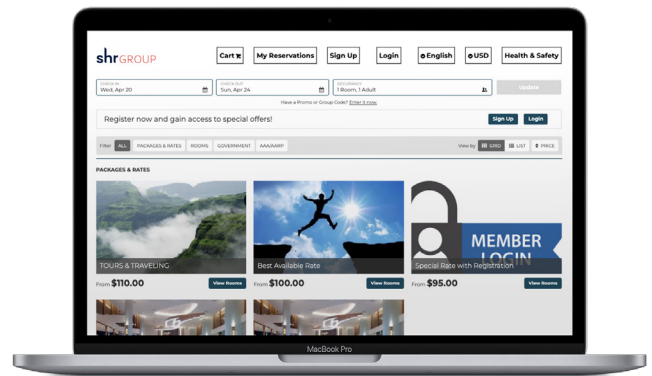 shrGROUP
Cart
My Reservations
Sign Up
Login
English
USD
Health & Safety
CHECK IN
Wed, Apr 20
CHECK OUT
Sun, Apr 24
OCCUPANCY
1 Room, 1 Adult
Update
Have a Promo or Group Code? Enter it now.
Register now and gain access to special offers!
Sign Up
Login
Filter
ALL
PACKAGES & RATES
ROOMS
GOVERNMENT
AAA/AARP
View by
GRID
LIST
PRICE
PACKAGES & RATES
TOURS & TRAVELING
From $110.00
View Rooms
Best Available Rate
From $100.00
View Rooms
MEMBER
LOGIN
Special Rate with Registration
From $95.00
View Rooms
MacBook Pro